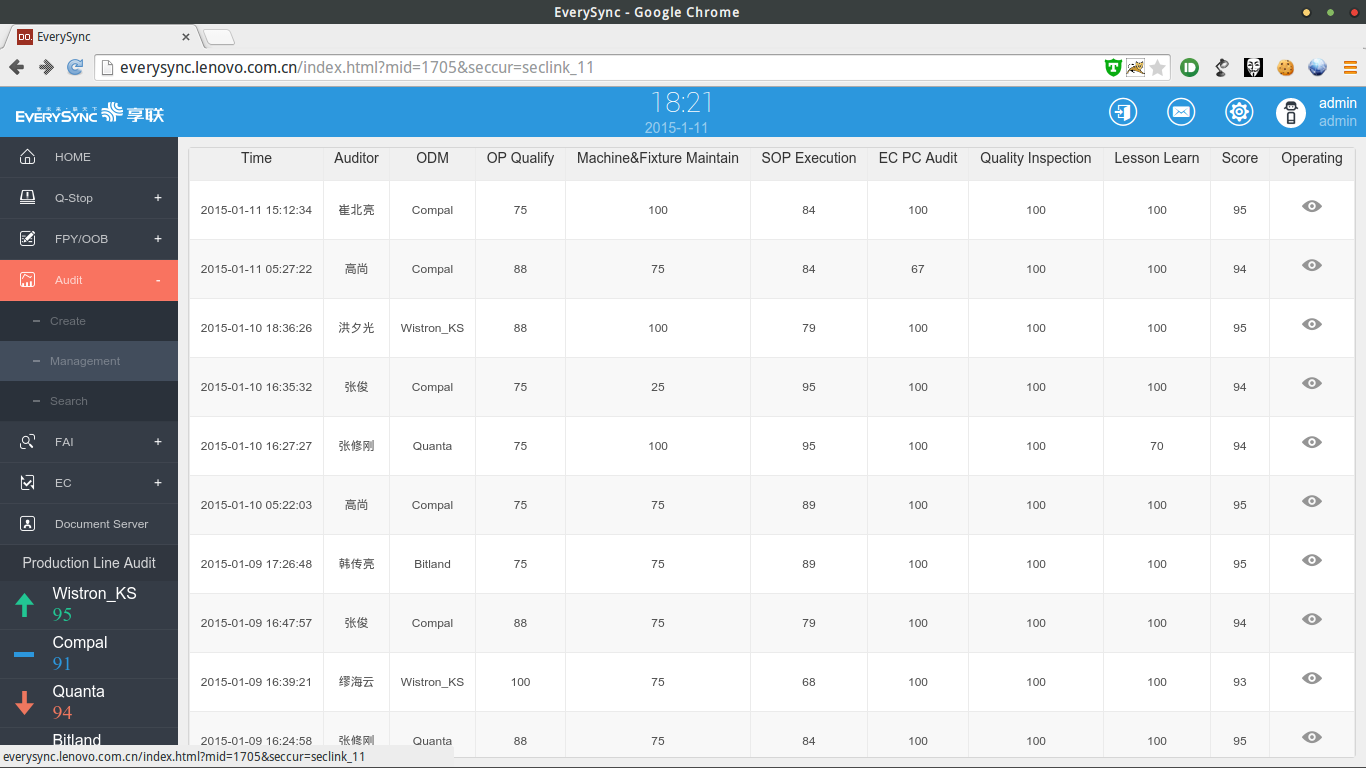 EverySync - Google Chrome
EverySync
everysync.lenovo.com.cn/index.html?mid=1705&seccur=seclink_11
EVERYSYNC 享联
18:21
2015-1-11
admin
admin
HOME
Q-Stop +
FPY/OOB +
Audit -
Create
Management
Search
FAI +
EC +
Document Server
Production Line Audit
Wistron_KS
95
Compal
91
Quanta
94
Bitland
Time Auditor ODM OP Qualify Machine&Fixture Maintain SOP Execution EC PC Audit Quality Inspection Lesson Learn Score Operating
2015-01-11 15:12:34 崔北亮 Compal 75 100 84 100 100 100 95
2015-01-11 05:27:22 高尚 Compal 88 75 84 67 100 100 94
2015-01-10 18:36:26 洪夕光 Wistron_KS 88 100 79 100 100 100 95
2015-01-10 16:35:32 张俊 Compal 75 25 95 100 100 100 94
2015-01-10 16:27:27 张修刚 Quanta 75 100 95 100 100 70 94
2015-01-10 05:22:03 高尚 Compal 75 75 89 100 100 100 95
2015-01-09 17:26:48 韩传亮 Bitland 75 75 89 100 100 100 95
2015-01-09 16:47:57 张俊 Compal 88 75 79 100 100 100 94
2015-01-09 16:39:21 缪海云 Wistron_KS 100 75 68 100 100 100 93
2015-01-09 16:24:58 张修刚 Quanta 88 75 84 100 100 100 95
everysync.lenovo.com.cn/index.html?mid=1705&seccur=seclink_11